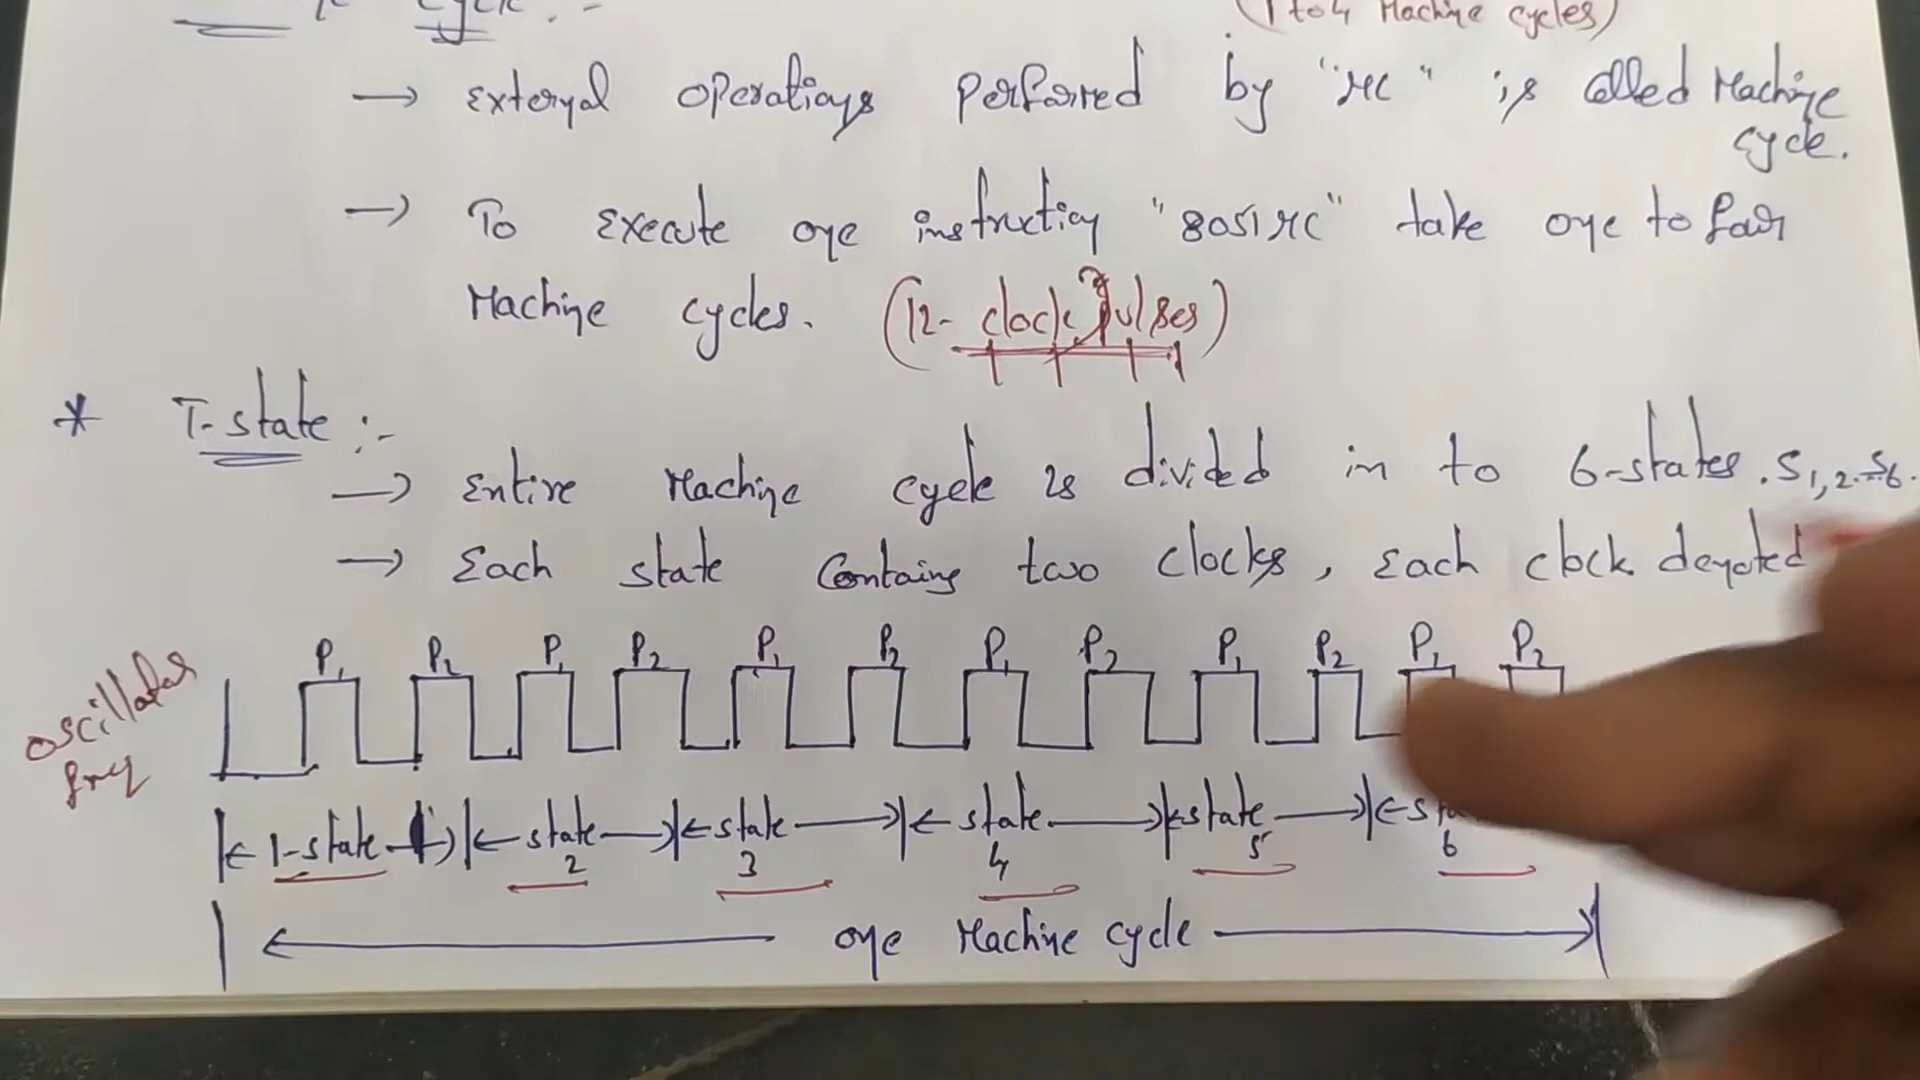 cycle :-
(1 to 4 Machine cycles)
→ External operations performed by "μc" is called Machine
cycle.
→ To Execute one instruction "8051 μc" take one to four
Machine cycles. (12- clock pulses)
* T-state :-
→ Entire Machine cycle is divided in to 6-states. S1,2..S6.
→ Each state Contains two clocks, Each clock denoted
P1 P2 P1 P2 P1 P2 P1 P2 P1 P2 P1 P2
oscillator
freq
1-state state 2 state 3 state 4 state 5 6
one Machine cycle